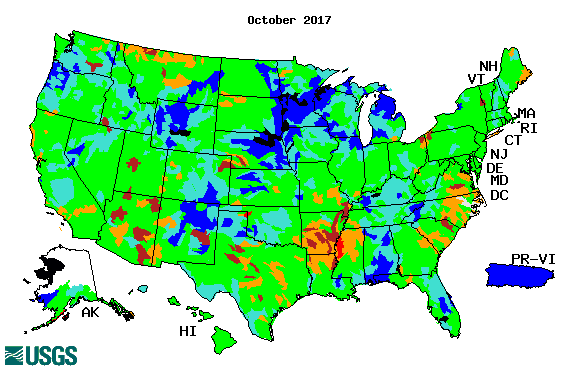 October 2017
NH
VT
MA
RI
CT
NJ
DE
MD
DC
PR-VI
AK
HI
USGS